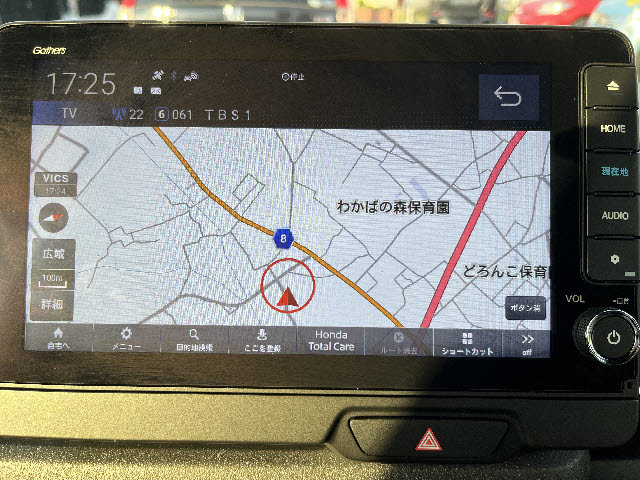 Gathers
17:25
停止
TV
22
6 061 TBS1
VICS
17:24
広域
100m
詳細
わかばの森保育園
8
どろんこ保育園
ボタン消
自宅へ
メニュー
目的地検索
ここを登録
Honda
Total Care
ルート消去
ショートカット
off
HOME
現在地
AUDIO
VOL